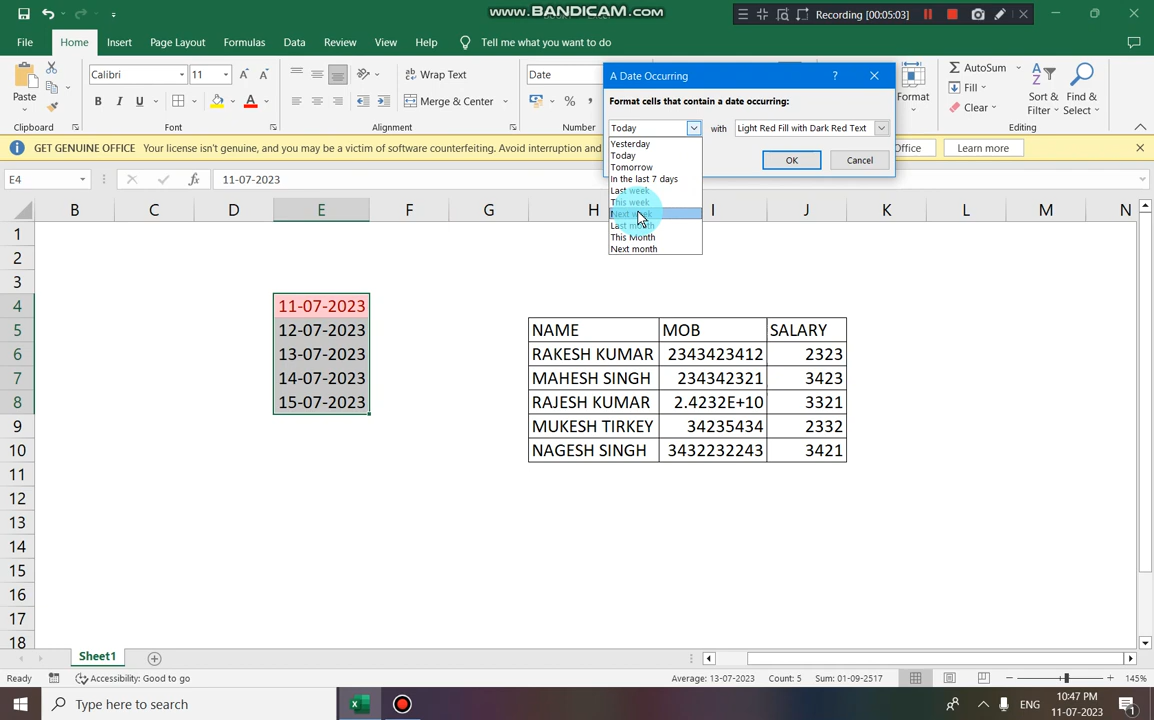 www.BANDICAM.com
Recording [00:05:03]
File Home Insert Page Layout Formulas Data Review View Help Tell me what you want to do
Paste
Clipboard
Calibri 11
B I U
Font
Wrap Text
Merge & Center
Alignment
Date
Number
Format
AutoSum
Fill
Clear
Sort & Filter
Find & Select
Editing
A Date Occurring
Format cells that contain a date occurring:
Today with Light Red Fill with Dark Red Text
OK Cancel
Yesterday
Today
Tomorrow
In the last 7 days
Last week
This week
Next week
Last month
This Month
Next month
GET GENUINE OFFICE Your license isn't genuine, and you may be a victim of software counterfeiting. Avoid interruption and
Office Learn more
E4 fx 11-07-2023
B C D E F G H I J K L M N
1
2
3
4 11-07-2023
5 12-07-2023 NAME MOB SALARY
6 13-07-2023 RAKESH KUMAR 2343423412 2323
7 14-07-2023 MAHESH SINGH 234342321 3423
8 15-07-2023 RAJESH KUMAR 2.4232E+10 3321
9 MUKESH TIRKEY 34235434 2332
10 NAGESH SINGH 3432232243 3421
11
12
13
14
15
16
17
18
Sheet1
Ready Accessibility: Good to go Average: 13-07-2023 Count: 5 Sum: 01-09-2517 145%
Type here to search
ENG
10:47 PM
11-07-2023
1